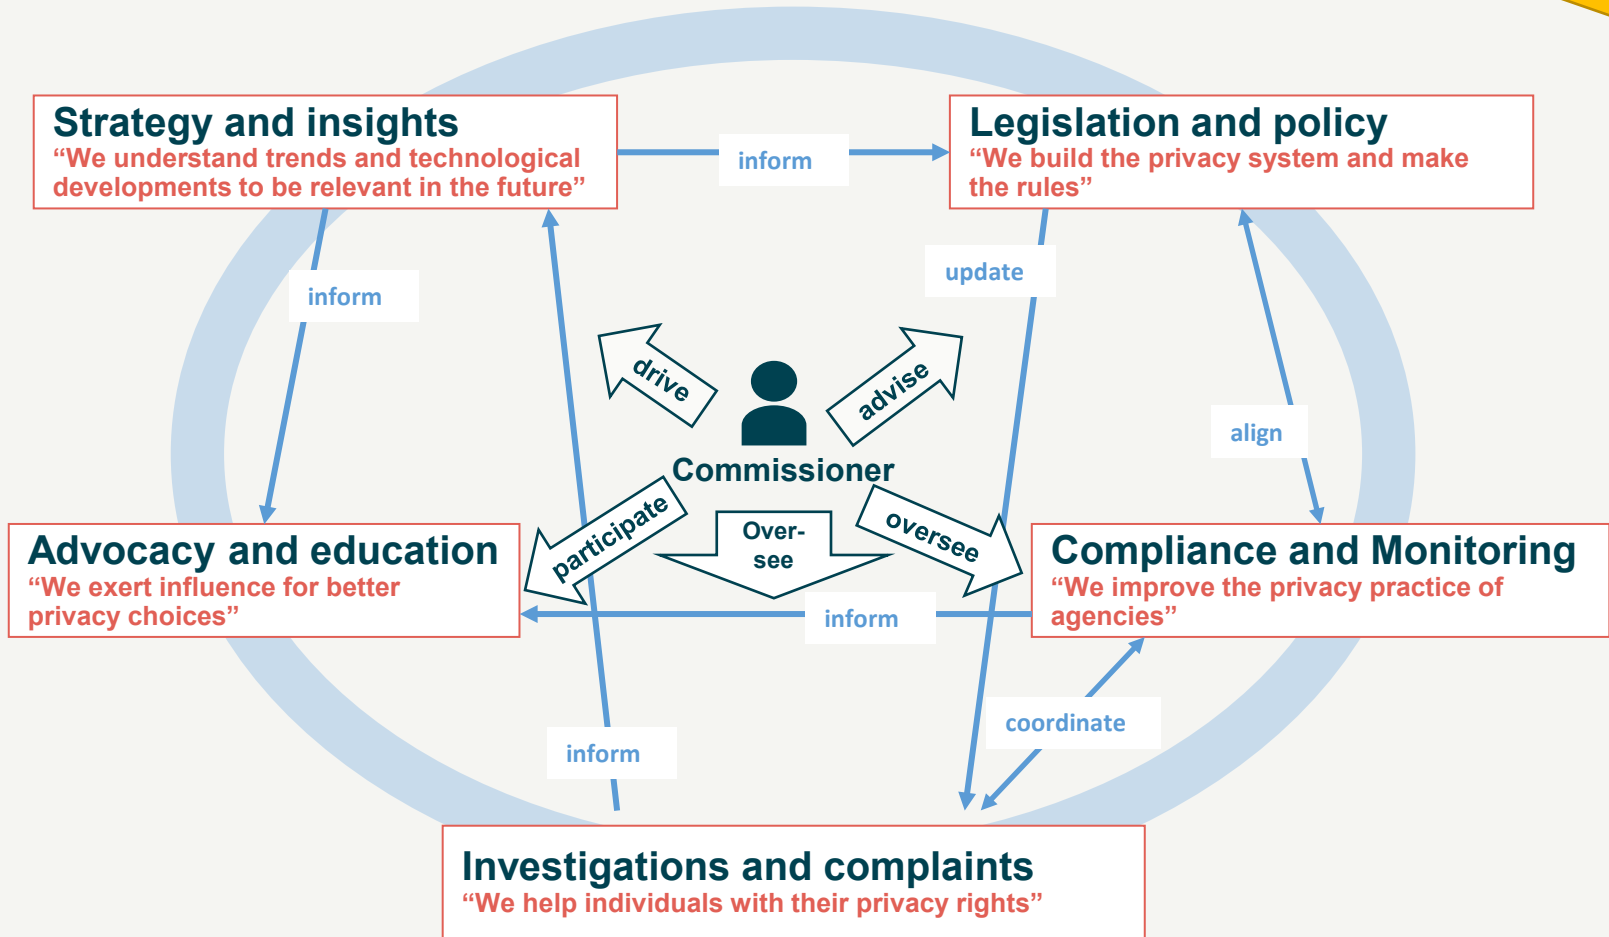 Strategy and insights
“We understand trends and technological
developments to be relevant in the future”
inform
Legislation and policy
“We build the privacy system and make
the rules”
inform
update
align
drive
advise
Commissioner
participate
Over-
see
oversee
Advocacy and education
“We exert influence for better
privacy choices”
inform
Compliance and Monitoring
“We improve the privacy practice of
agencies”
inform
coordinate
Investigations and complaints
“We help individuals with their privacy rights”